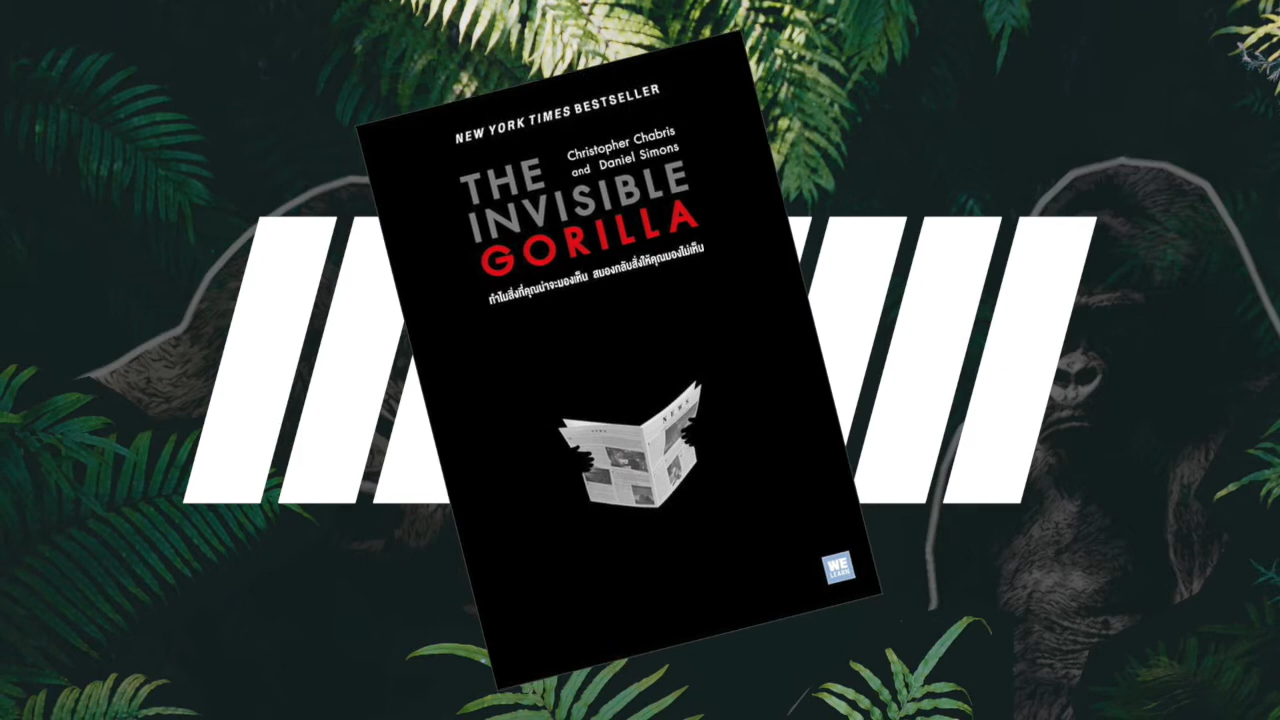 NEW YORK TIMES BESTSELLER
Christopher Chabris
and Daniel Simons
THE
INVISIBLE
GORILLA
ทำไมสิ่งที่คุณน่าจะมองเห็น สมองกลับสั่งให้คุณมองไม่เห็น
NEWS
WE
LEARN